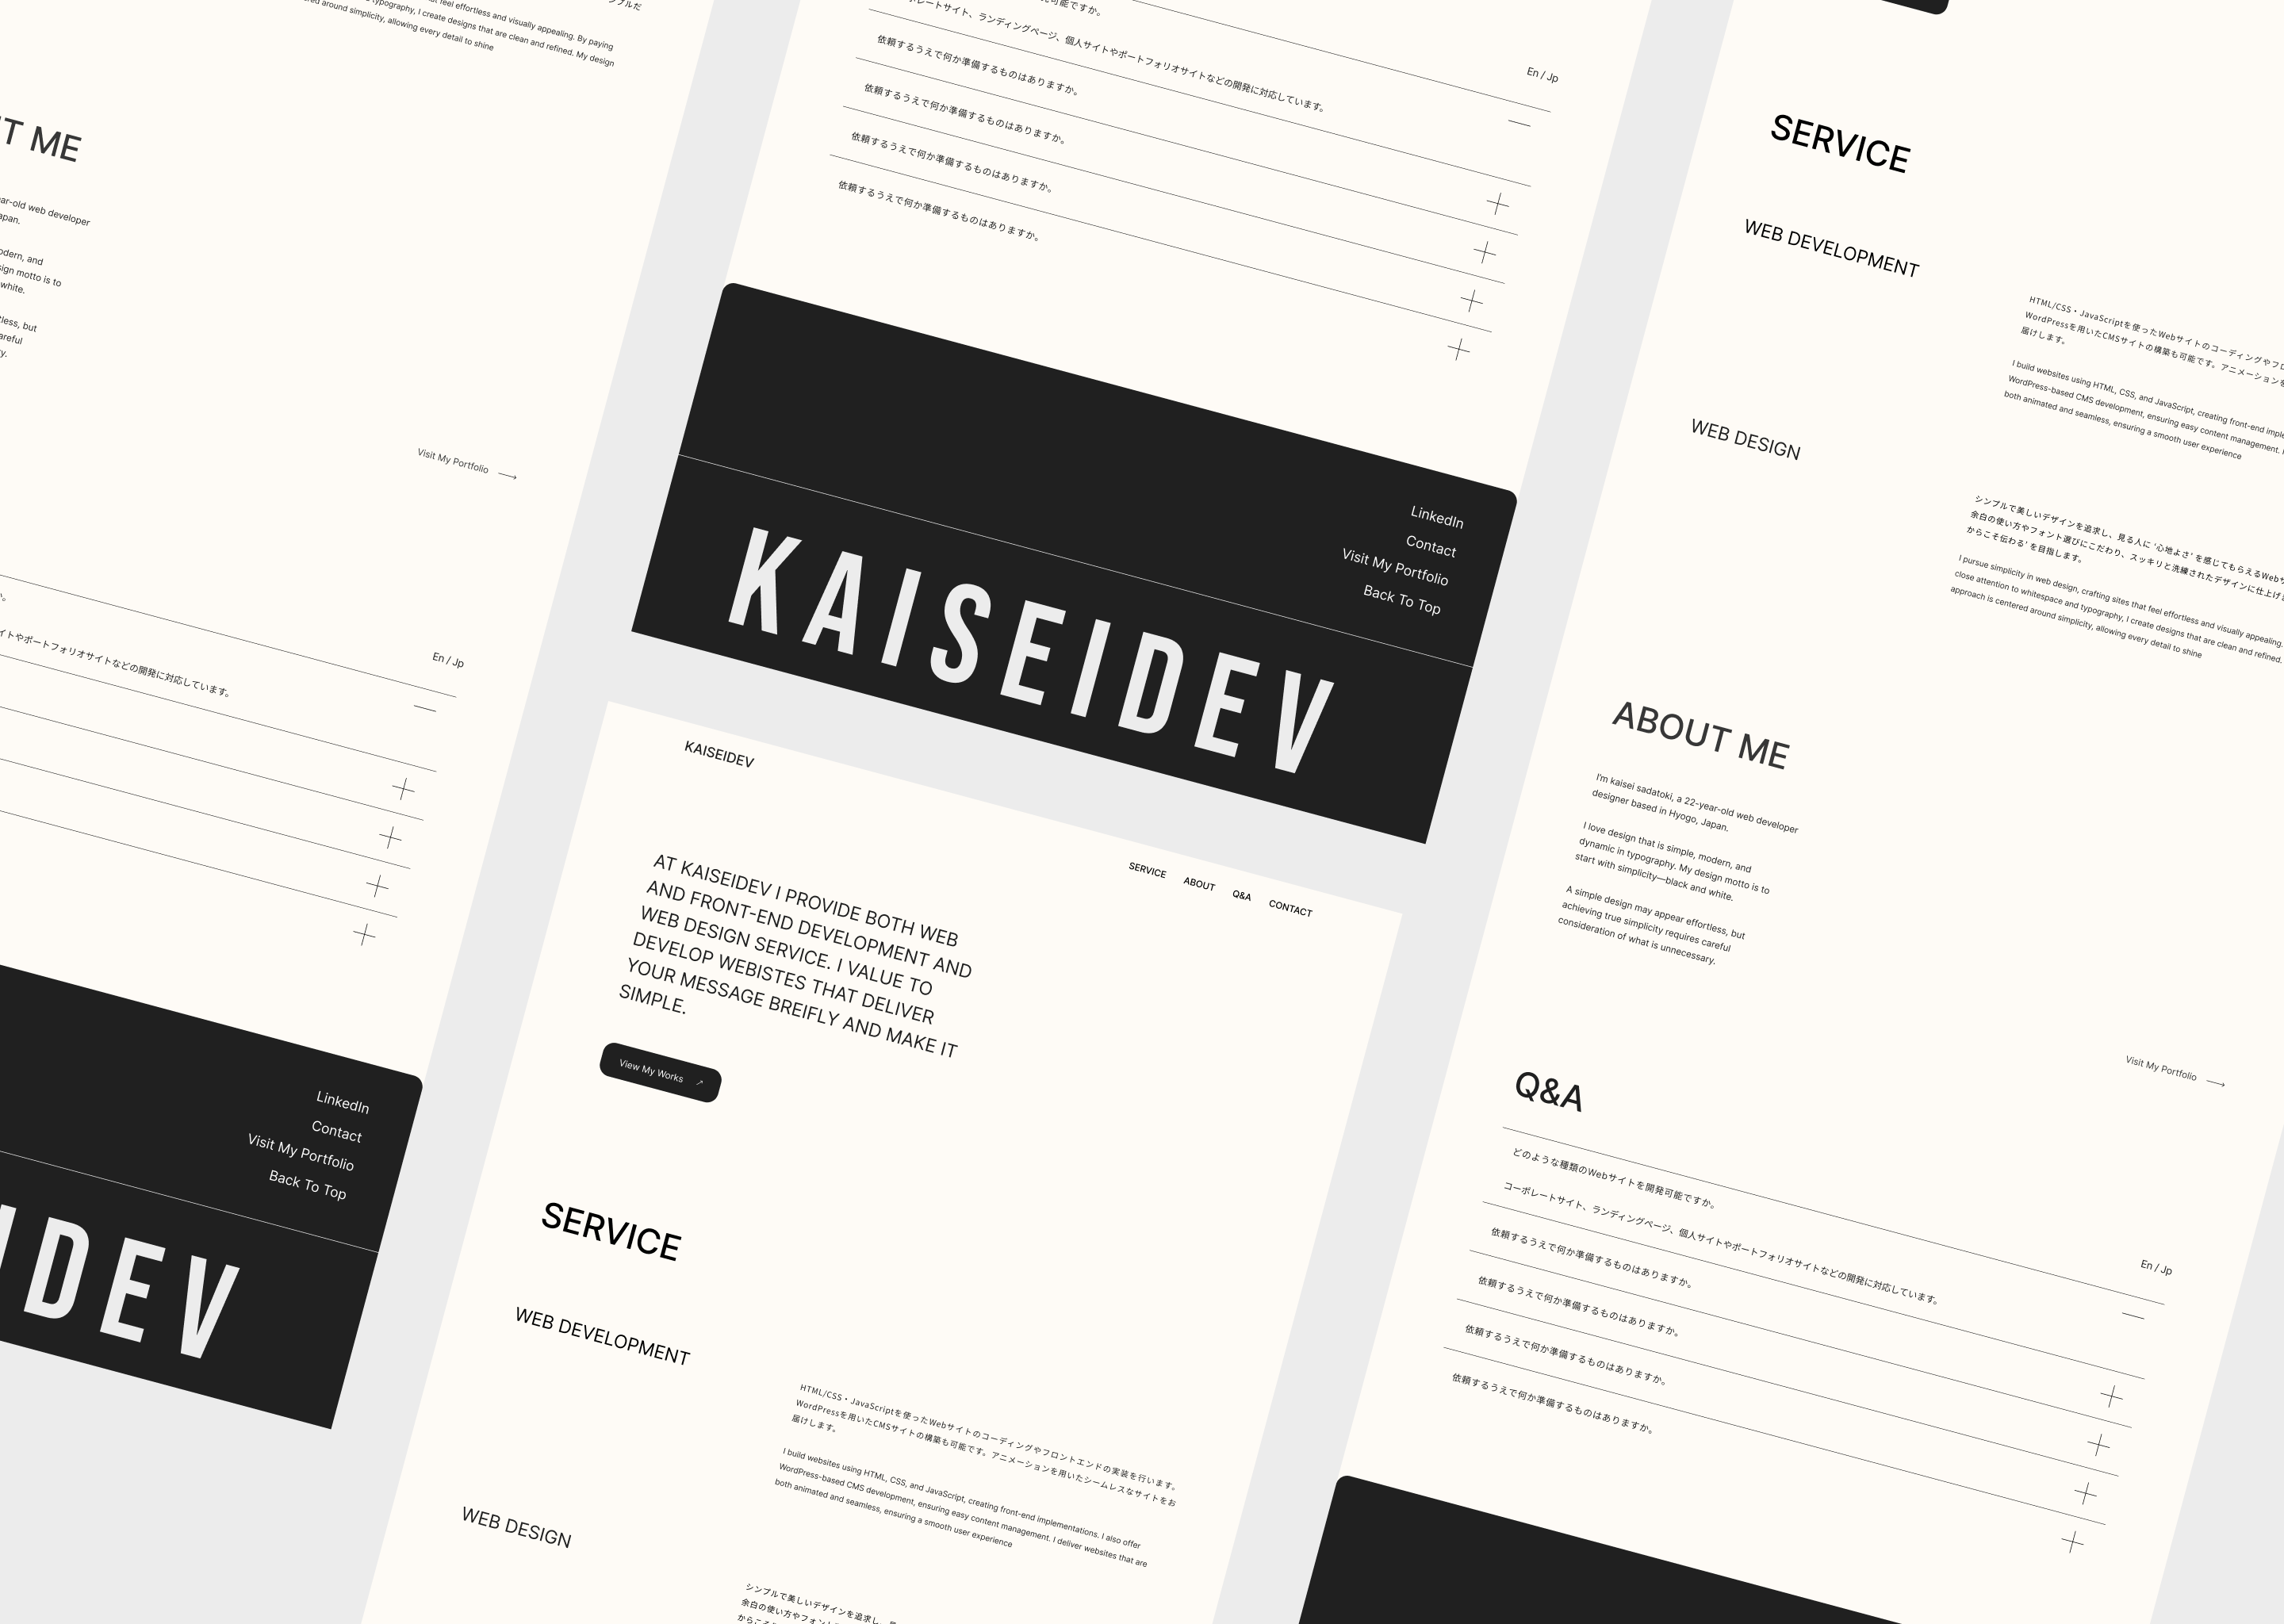 st feel effortless and visually appealing. By paying
typography, I create designs that are clean and refined. My design
ered around simplicity, allowing every detail to shine
T ME
ar-old web developer
apan.
odern, and
sign motto is to
white.
tless, but
areful
y.
Visit My Portfolio
か。
イトやポートフォリオサイトなどの開発に対応しています。
En / Jp
LinkedIn
Contact
Visit My Portfolio
Back To Top
IDEV
可能ですか。
ポレートサイト、ランディングページ、個人サイトやポートフォリオサイトなどの開発に対応しています。
En / Jp
依頼するうえで何か準備するものはありますか。
依頼するうえで何か準備するものはありますか。
依頼するうえで何か準備するものはありますか。
依頼するうえで何か準備するものはありますか。
LinkedIn
Contact
Visit My Portfolio
Back To Top
KAISEIDEV
KAISEIDEV
SERVICE ABOUT Q&A CONTACT
AT KAISEIDEV I PROVIDE BOTH WEB
AND FRONT-END DEVELOPMENT AND
WEB DESIGN SERVICE. I VALUE TO
DEVELOP WEBISTES THAT DELIVER
YOUR MESSAGE BREIFLY AND MAKE IT
SIMPLE.
View My Works
SERVICE
WEB DEVELOPMENT
HTML/CSS・JavaScriptを使ったWebサイトのコーディングやフロントエンドの実装を行います。
WordPressを用いたCMSサイトの構築も可能です。アニメーションを用いたシームレスなサイトをお
届けします。
I build websites using HTML, CSS, and JavaScript, creating front-end implementations. I also offer
WordPress-based CMS development, ensuring easy content management. I deliver websites that are
both animated and seamless, ensuring a smooth user experience
WEB DESIGN
シンプルで美しいデザインを追求し、
余白の使い方やフォント
からこそ
SERVICE
WEB DEVELOPMENT
HTML/CSS・JavaScriptを使ったWebサイトのコーディングやフロ
WordPressを用いたCMSサイトの構築も可能です。アニメーションを
届けします。
I build websites using HTML, CSS, and JavaScript, creating front-end imple
WordPress-based CMS development, ensuring easy content management. I
both animated and seamless, ensuring a smooth user experience
WEB DESIGN
シンプルで美しいデザインを追求し、見る人に '心地よさ' を感じてもらえるWebサ
余白の使い方やフォント選びにこだわり、スッキリと洗練されたデザインに仕上げ
からこそ伝わる' を目指します。
I pursue simplicity in web design, crafting sites that feel effortless and visually appealing.
close attention to whitespace and typography, I create designs that are clean and refined.
approach is centered around simplicity, allowing every detail to shine
ABOUT ME
I'm kaisei sadatoki, a 22-year-old web developer
designer based in Hyogo, Japan.
I love design that is simple, modern, and
dynamic in typography. My design motto is to
start with simplicity—black and white.
A simple design may appear effortless, but
achieving true simplicity requires careful
consideration of what is unnecessary.
Visit My Portfolio
Q&A
どのような種類のWebサイトを開発可能ですか。
コーポレートサイト、ランディングページ、個人サイトやポートフォリオサイトなどの開発に対応しています。
En / Jp
依頼するうえで何か準備するものはありますか。
依頼するうえで何か準備するものはありますか。
依頼するうえで何か準備するものはありますか。
依頼するうえで何か準備するものはありますか。